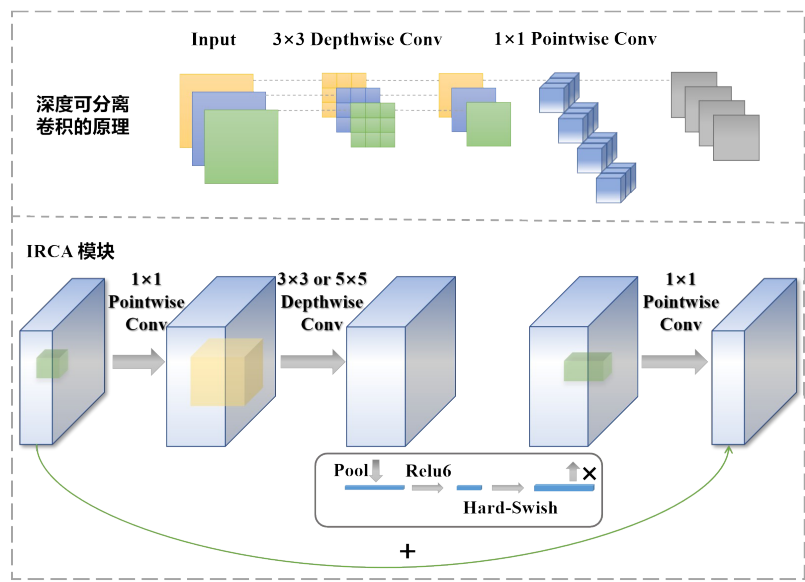 Input
3×3 Depthwise Conv
1×1 Pointwise Conv
深度可分离
卷积的原理
IRCA 模块
1×1
Pointwise
Conv
3×3 or 5×5
Depthwise
Conv
1×1
Pointwise
Conv
Pool
Relu6
×
Hard-Swish
+